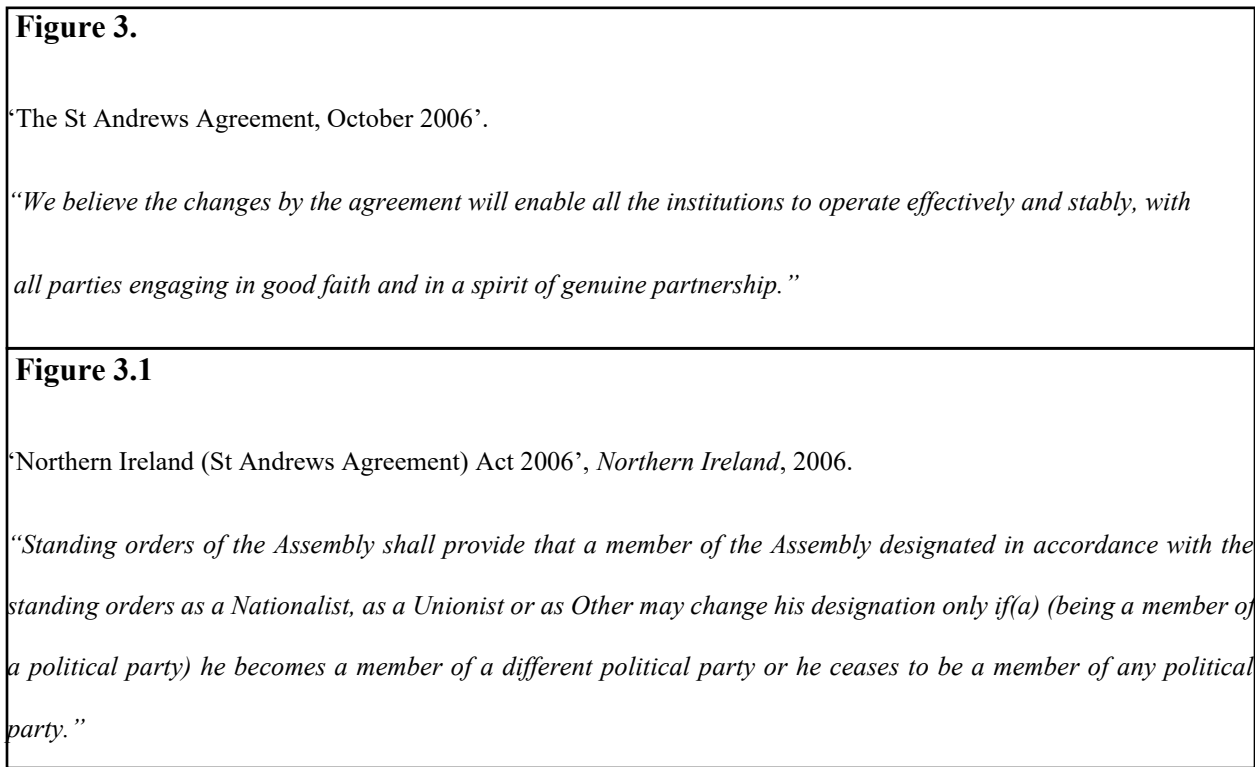 Figure 3.
‘The St Andrews Agreement, October 2006’.
“We believe the changes by the agreement will enable all the institutions to operate effectively and stably, with
all parties engaging in good faith and in a spirit of genuine partnership.”
Figure 3.1
‘Northern Ireland (St Andrews Agreement) Act 2006’, Northern Ireland, 2006.
“Standing orders of the Assembly shall provide that a member of the Assembly designated in accordance with the
standing orders as a Nationalist, as a Unionist or as Other may change his designation only if(a) (being a member of
a political party) he becomes a member of a different political party or he ceases to be a member of any political
party.”